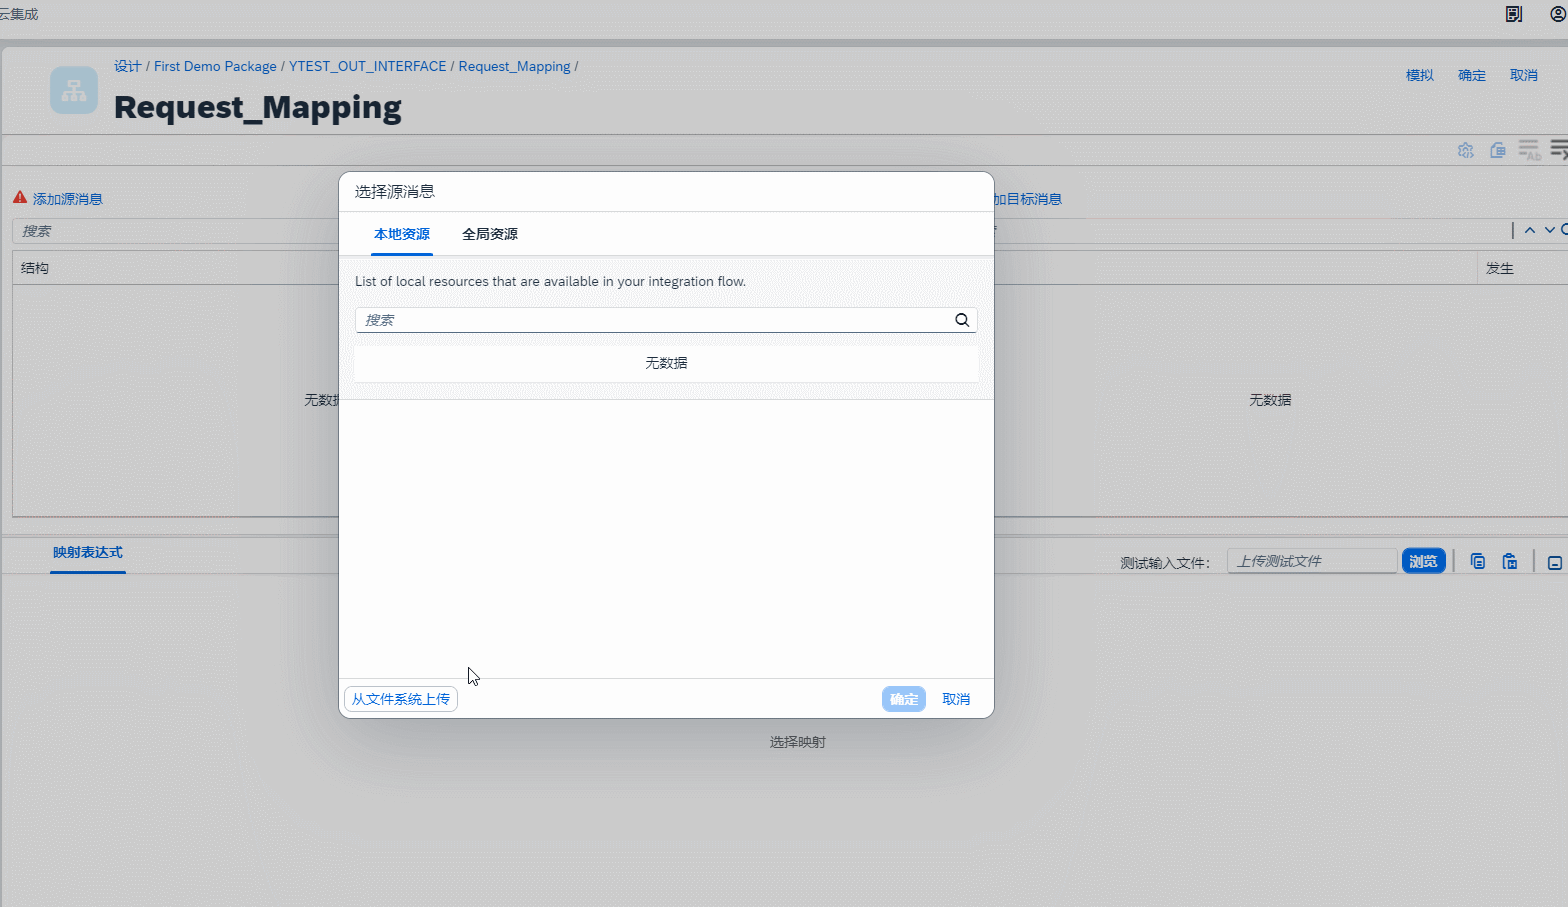 云集成
设计 / First Demo Package / YTEST_OUT_INTERFACE / Request_Mapping /
模拟 确定 取消
Request_Mapping
添加源消息
加目标消息
搜索
结构
发生
无数据
无数据
选择源消息
本地资源 全局资源
List of local resources that are available in your integration flow.
搜索
无数据
从文件系统上传 确定 取消
映射表达式
测试输入文件： 上传测试文件 浏览
选择映射